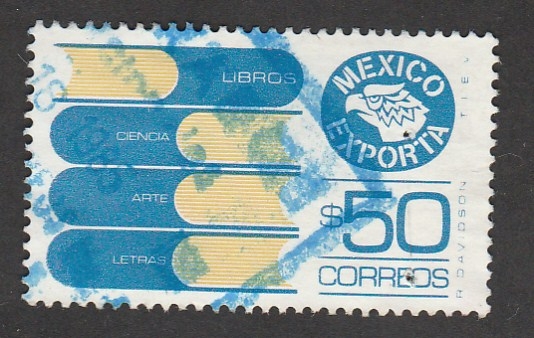 LIBROS
CIENCIA
ARTE
LETRAS
MEXICO
EXPORTA
$50
CORREOS
R DAVIDSON
T I E V